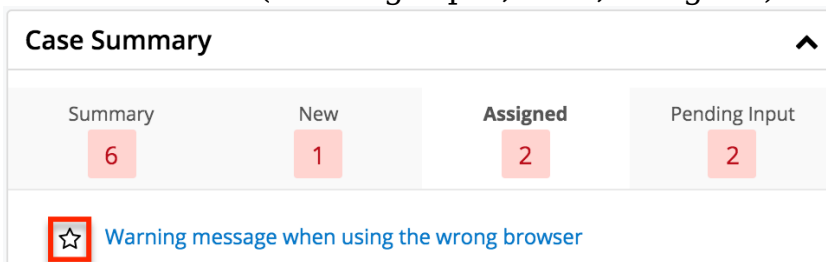 Case Summary
Summary New Assigned Pending Input
6 1 2 2
Warning message when using the wrong browser